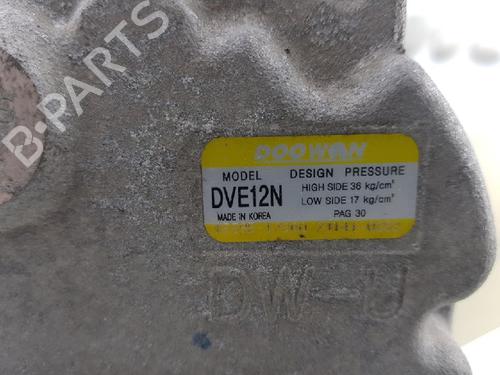 B-PARTS
DOOWON
MODEL DESIGN PRESSURE
DVE12N HIGH SIDE 36 kg/cm²
LOW SIDE 17 kg/cm²
MADE IN KOREA PAG 30
DW-U